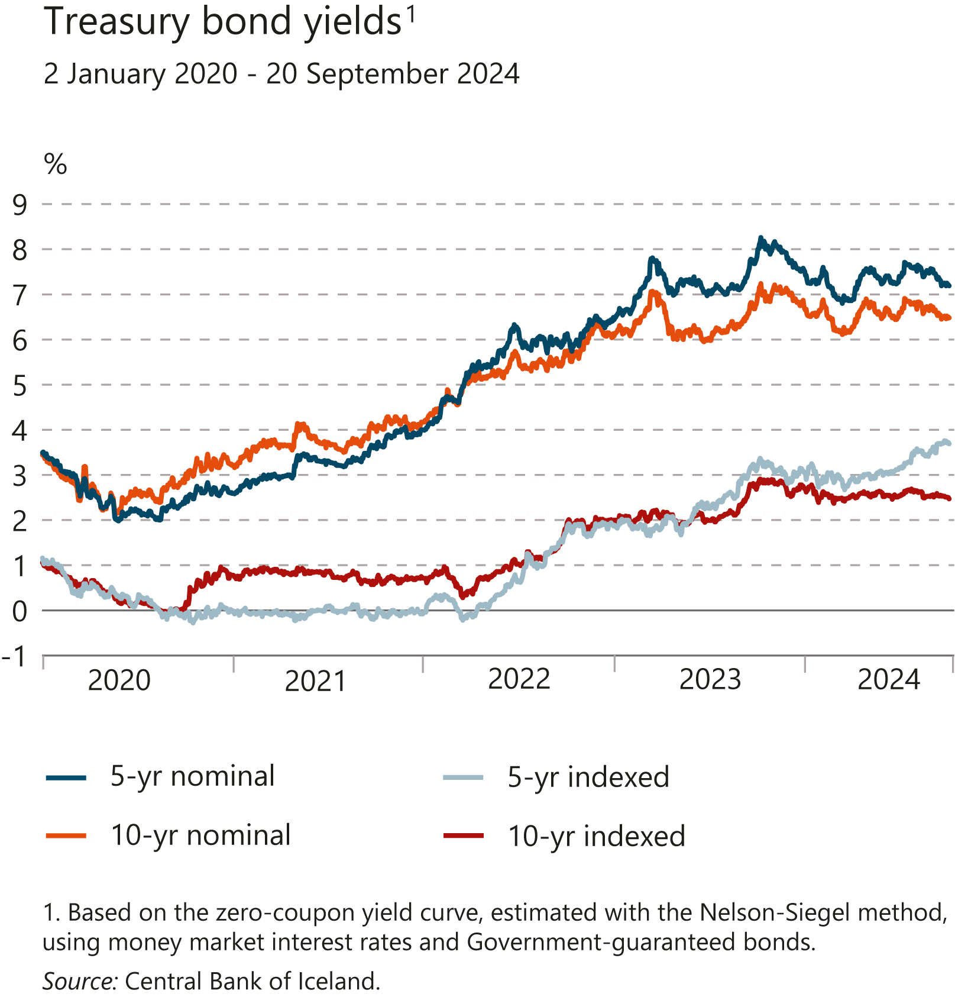 Treasury bond yields¹
2 January 2020 - 20 September 2024
%
9
8
7
6
5
4
3
2
1
0
-1
2020 2021 2022 2023 2024
5-yr nominal 5-yr indexed
10-yr nominal 10-yr indexed
1. Based on the zero-coupon yield curve, estimated with the Nelson-Siegel method,
using money market interest rates and Government-guaranteed bonds.
Source: Central Bank of Iceland.